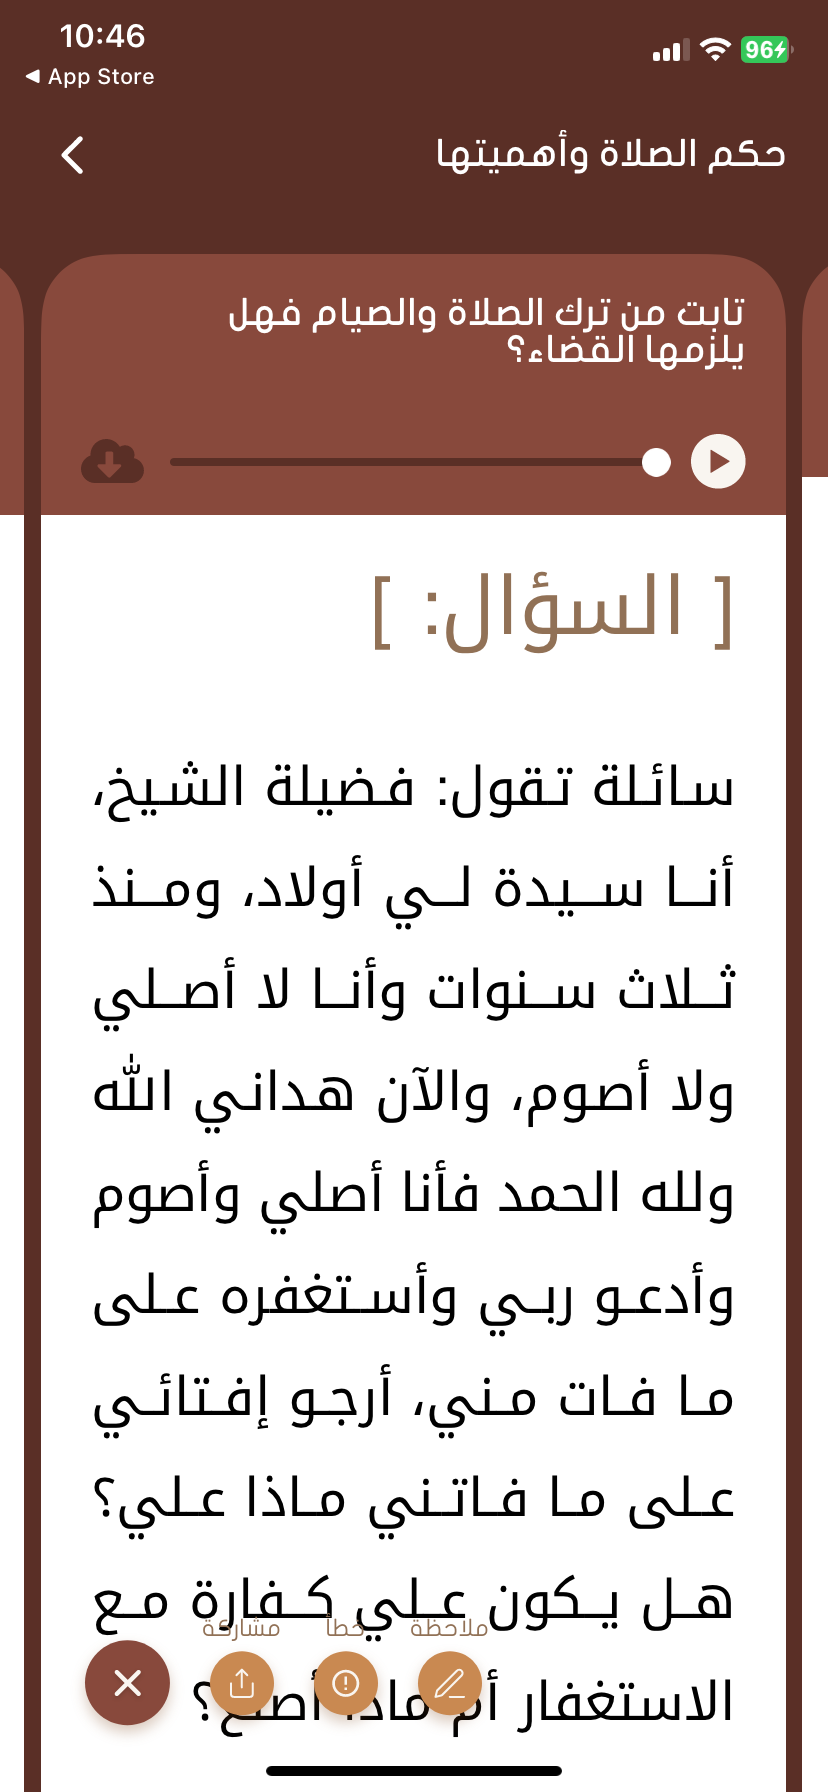 10:46
96
App Store
حكم الصلاة وأهميتها
تابت من ترك الصلاة والصيام فهل
يلزمها القضاء؟
[ السؤال: ]
سائلة تقول: فضيلة الشيخ،
أنا سيدة لي أولاد، ومنذ
ثلاث سنوات وأنا لا أصلي
ولا أصوم، والآن هداني الله
ولله الحمد فأنا أصلي وأصوم
وأدعو ربي وأستغفره على
ما فات مني، أرجو إفتائي
على ما فاتني ماذا علي؟
هل يكون علي كفارة مع
ملاحظة خطأ مشاركة
الاستغفار أم ماذا أصنع؟